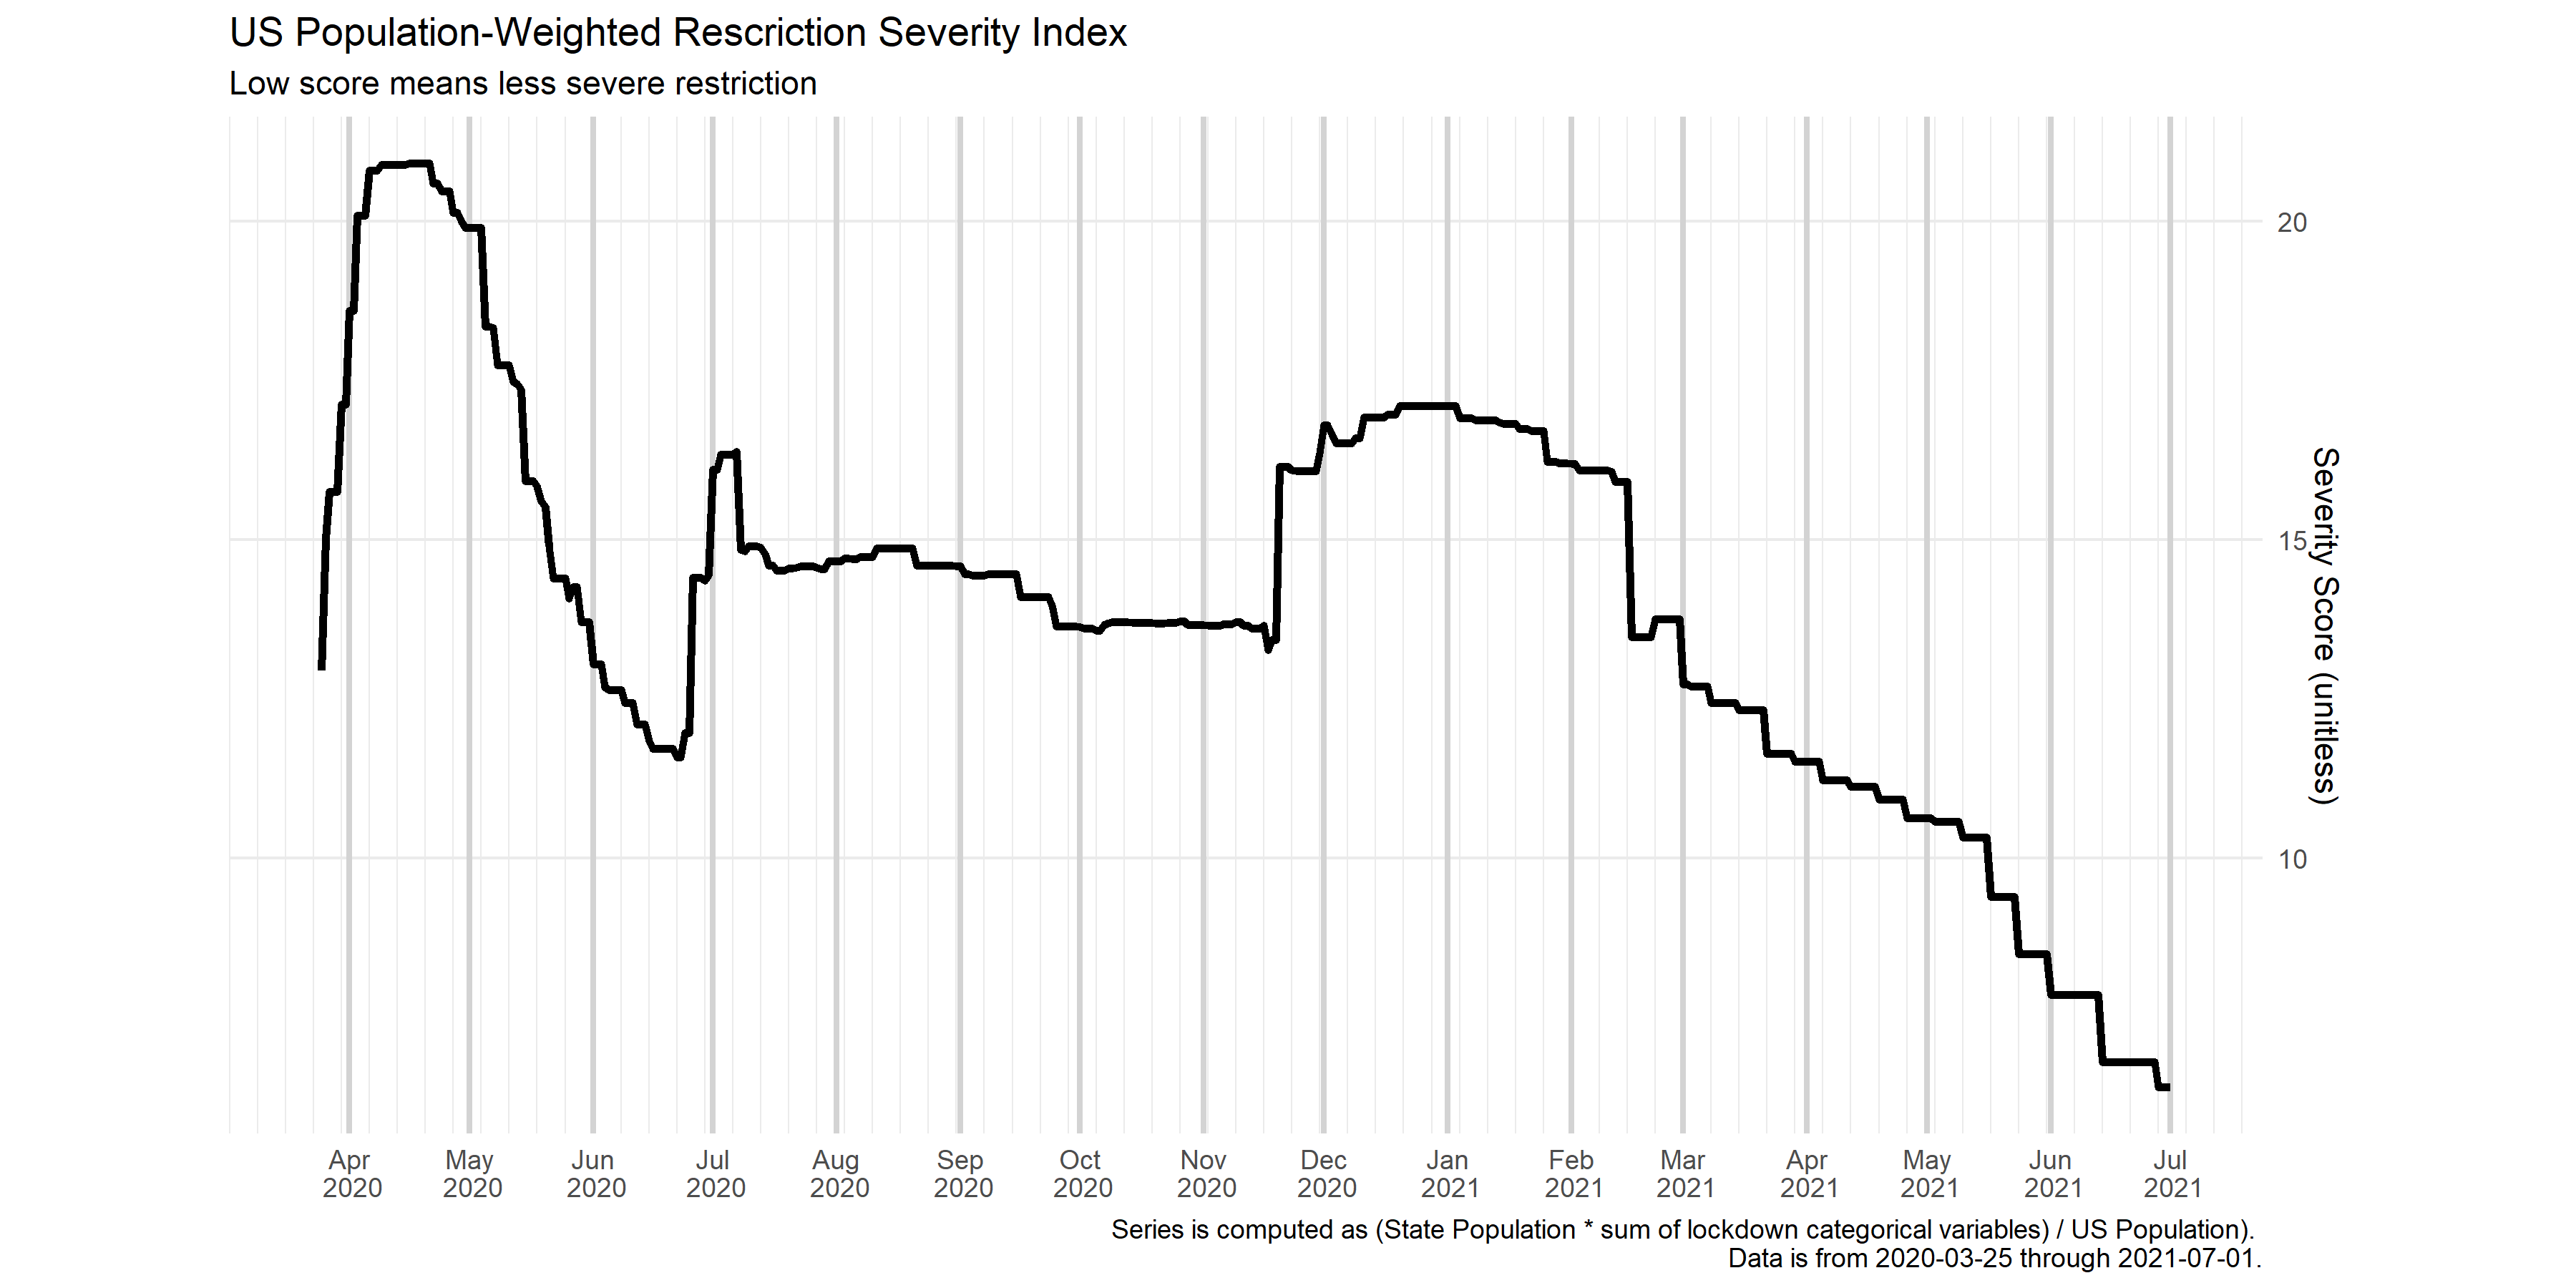 US Population-Weighted Rescriction Severity Index
Low score means less severe restriction
20
15
10
Severity Score (unitless)
Apr May Jun Jul Aug Sep Oct Nov Dec Jan Feb Mar Apr May Jun Jul
2020 2020 2020 2020 2020 2020 2020 2020 2020 2021 2021 2021 2021 2021 2021 2021
Series is computed as (State Population * sum of lockdown categorical variables) / US Population).
Data is from 2020-03-25 through 2021-07-01.